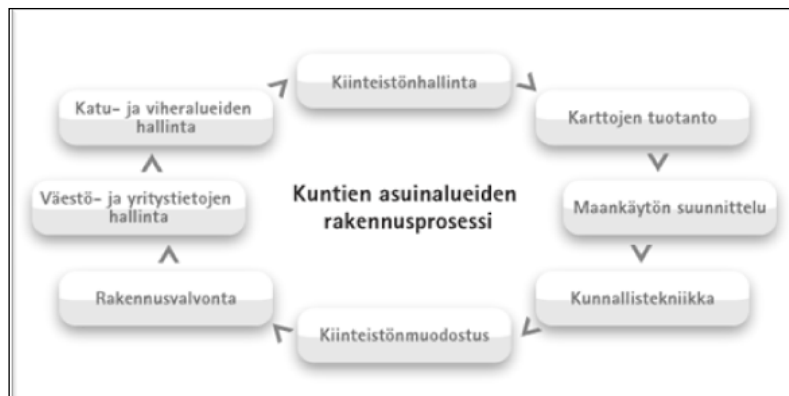 Kiinteistönhallinta
Karttojen tuotanto
Maankäytön suunnittelu
Kunnallistekniikka
Kiinteistönmuodostus
Rakennusvalvonta
Väestö- ja yritystietojen
hallinta
Katu- ja viheralueiden
hallinta
Kuntien asuinalueiden
rakennusprosessi